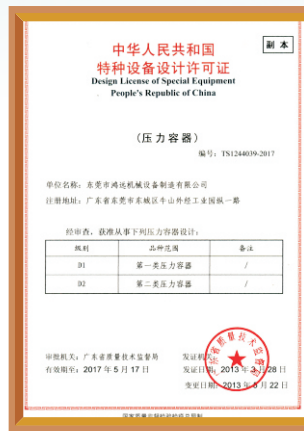 副 本
中华人民共和国
特种设备设计许可证
Design License of Special Equipment
People's Republic of China
(压力容器)
编号: TS1244039-2017
单位名称: 东莞市鸿远机械设备制造有限公司
注册地址: 广东省东莞市东城区牛山外经工业园纵一路
经审查, 获准从事下列压力容器设计:
级别 品种范围 备注
D1 第一类压力容器 /
D2 第二类压力容器 /
审批机关: 广东省质量技术监督局 发证机关
有效期至: 2017 年 5 月 17 日 发证日期: 2013 年 3 月 28 日
变更日期: 2013 年 5 月 22 日